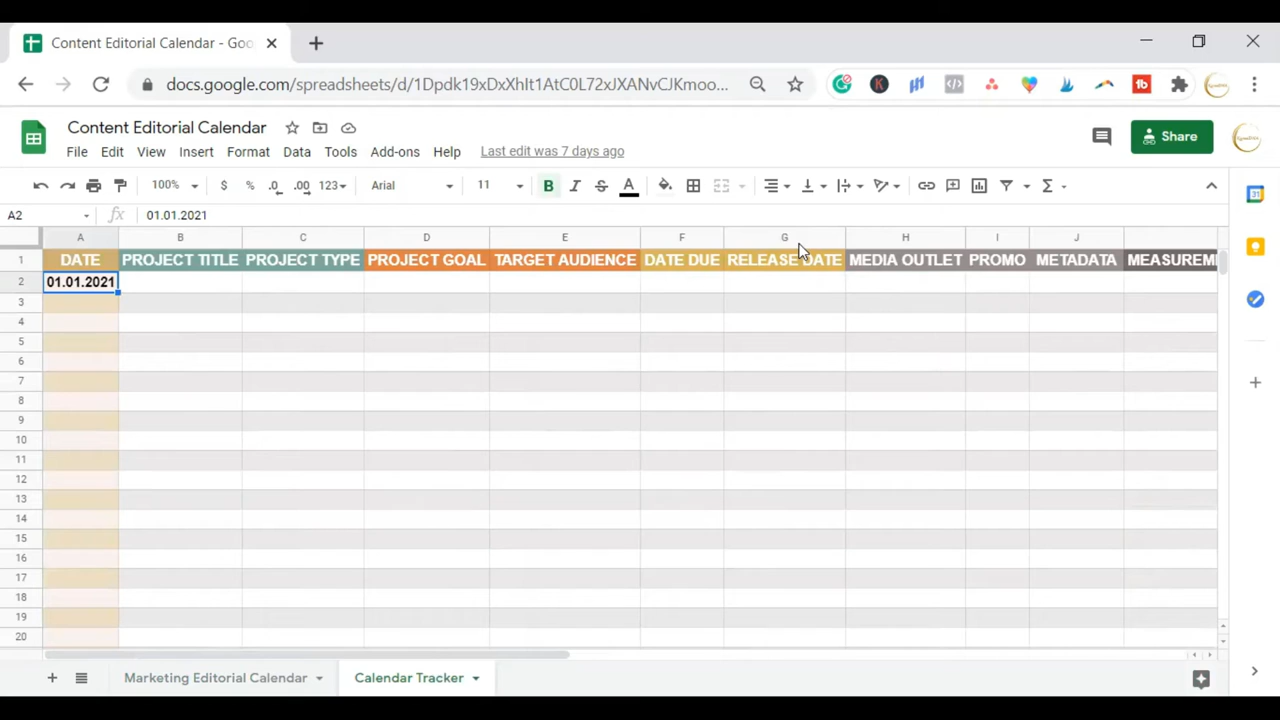 Content Editorial Calendar - Goo
docs.google.com/spreadsheets/d/1Dpdk19xDxXhIt1AtC0L72xJXANvCJKmoo...
Content Editorial Calendar
Share
File Edit View Insert Format Data Tools Add-ons Help Last edit was 7 days ago
100% $ % .0 .00 123 Arial 11 B I S A Σ
A2 fx 01.01.2021
A B C D E F G H I J
1 DATE PROJECT TITLE PROJECT TYPE PROJECT GOAL TARGET AUDIENCE DATE DUE RELEASE DATE MEDIA OUTLET PROMO METADATA MEASUREM
2 01.01.2021
3
4
5
6
7
8
9
10
11
12
13
14
15
16
17
18
19
20
Marketing Editorial Calendar Calendar Tracker